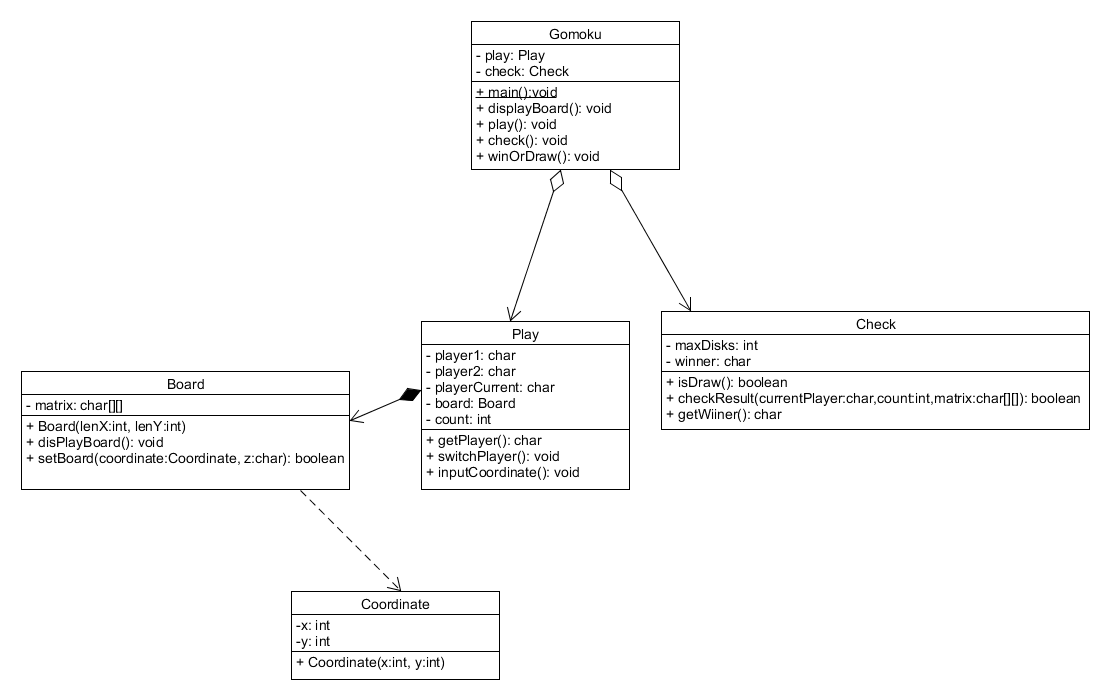 Gomoku
- play: Play
- check: Check
+ main():void
+ displayBoard(): void
+ play(): void
+ check(): void
+ winOrDraw(): void
Play
- player1: char
- player2: char
- playerCurrent: char
- board: Board
- count: int
+ getPlayer(): char
+ switchPlayer(): void
+ inputCoordinate(): void
Check
- maxDisks: int
- winner: char
+ isDraw(): boolean
+ checkResult(currentPlayer:char,count:int,matrix:char[][]): boolean
+ getWiiner(): char
Board
- matrix: char[][]
+ Board(lenX:int, lenY:int)
+ disPlayBoard(): void
+ setBoard(coordinate:Coordinate, z:char): boolean
Coordinate
-x: int
-y: int
+ Coordinate(x:int, y:int)